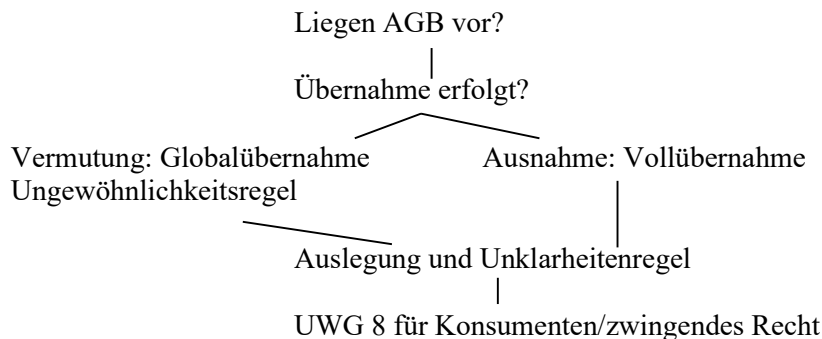 Liegen AGB vor?
Übernahme erfolgt?
Vermutung: Globalübernahme
Ungewöhnlichkeitsregel
Ausnahme: Vollübernahme
Auslegung und Unklarheitenregel
UWG 8 für Konsumenten/zwingendes Recht